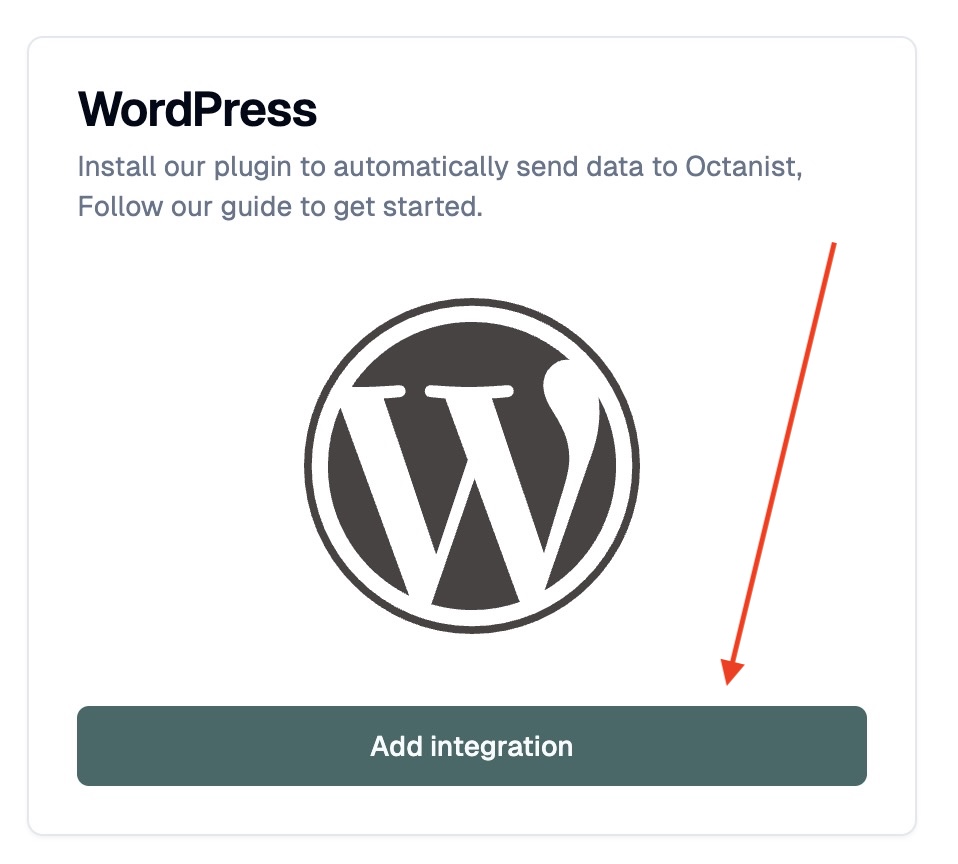 WordPress
Install our plugin to automatically send data to Octanist,
Follow our guide to get started.
Add integration